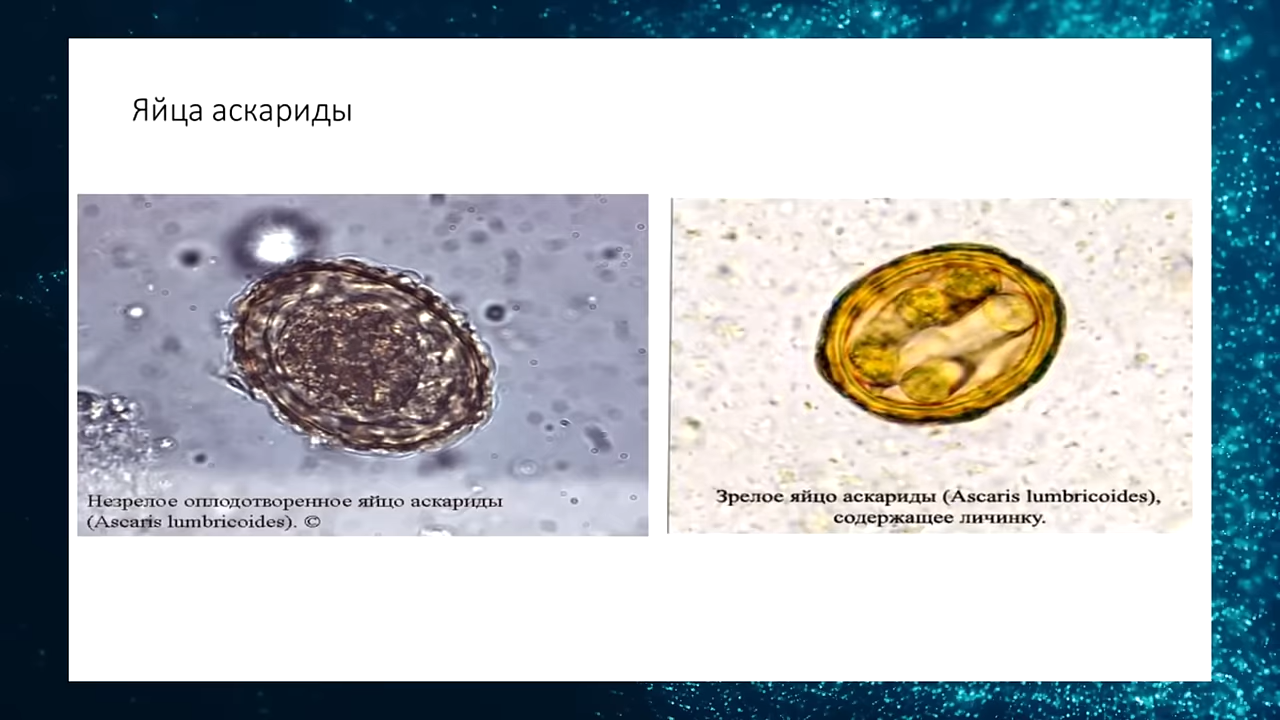 Яйца аскариды
Незрелое оплодотворенное яйцо аскариды
(Ascaris lumbricoides). ©
Зрелое яйцо аскариды (Ascaris lumbricoides),
содержащее личинку.